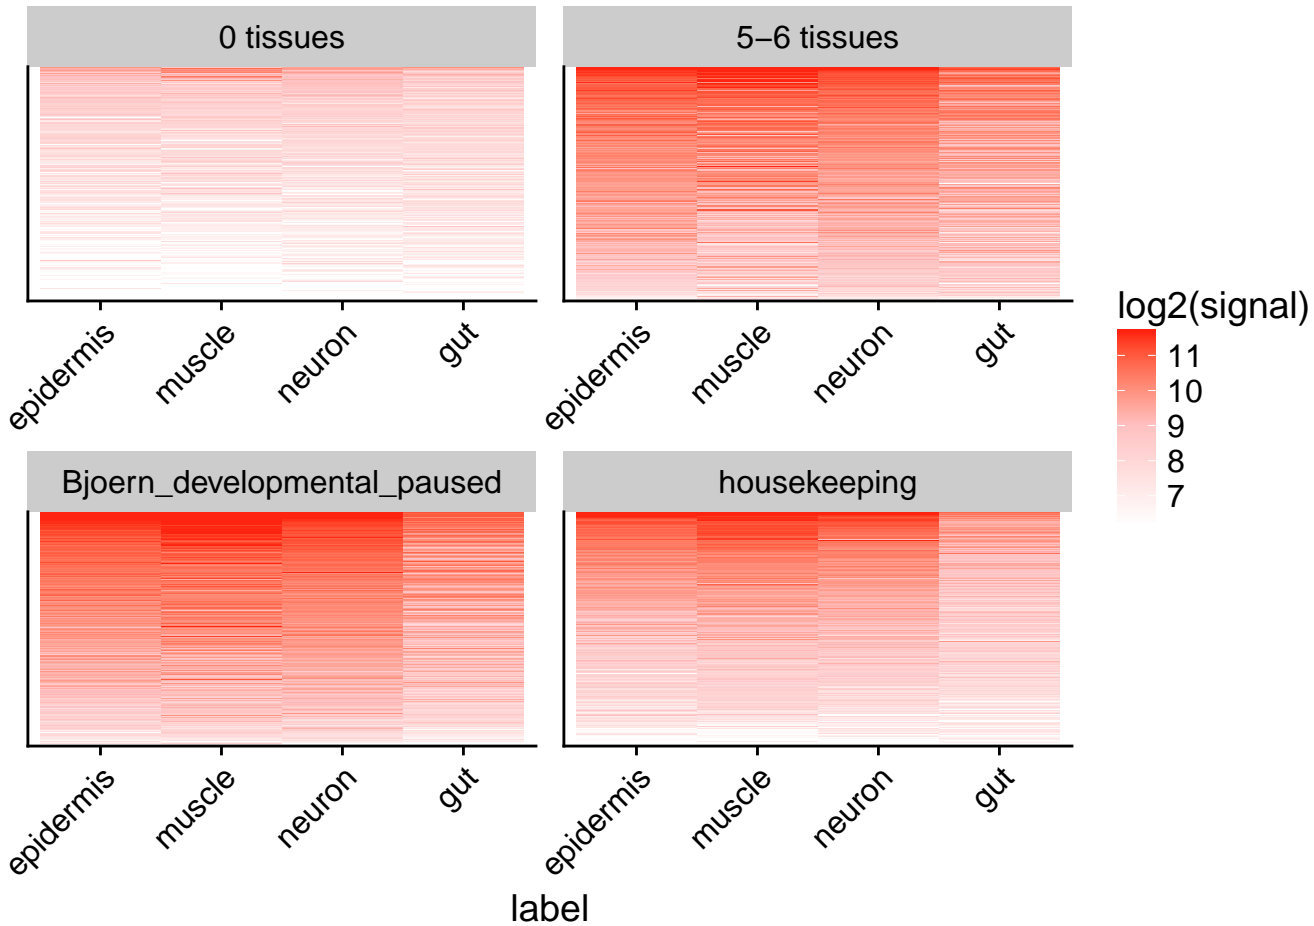 0 tissues
5–6 tissues
epidermis
muscle
neuron
gut
epidermis
muscle
neuron
gut
log2(signal)
11
10
9
8
7
Bjoern_developmental_paused
housekeeping
epidermis
muscle
neuron
gut
epidermis
muscle
neuron
gut
label